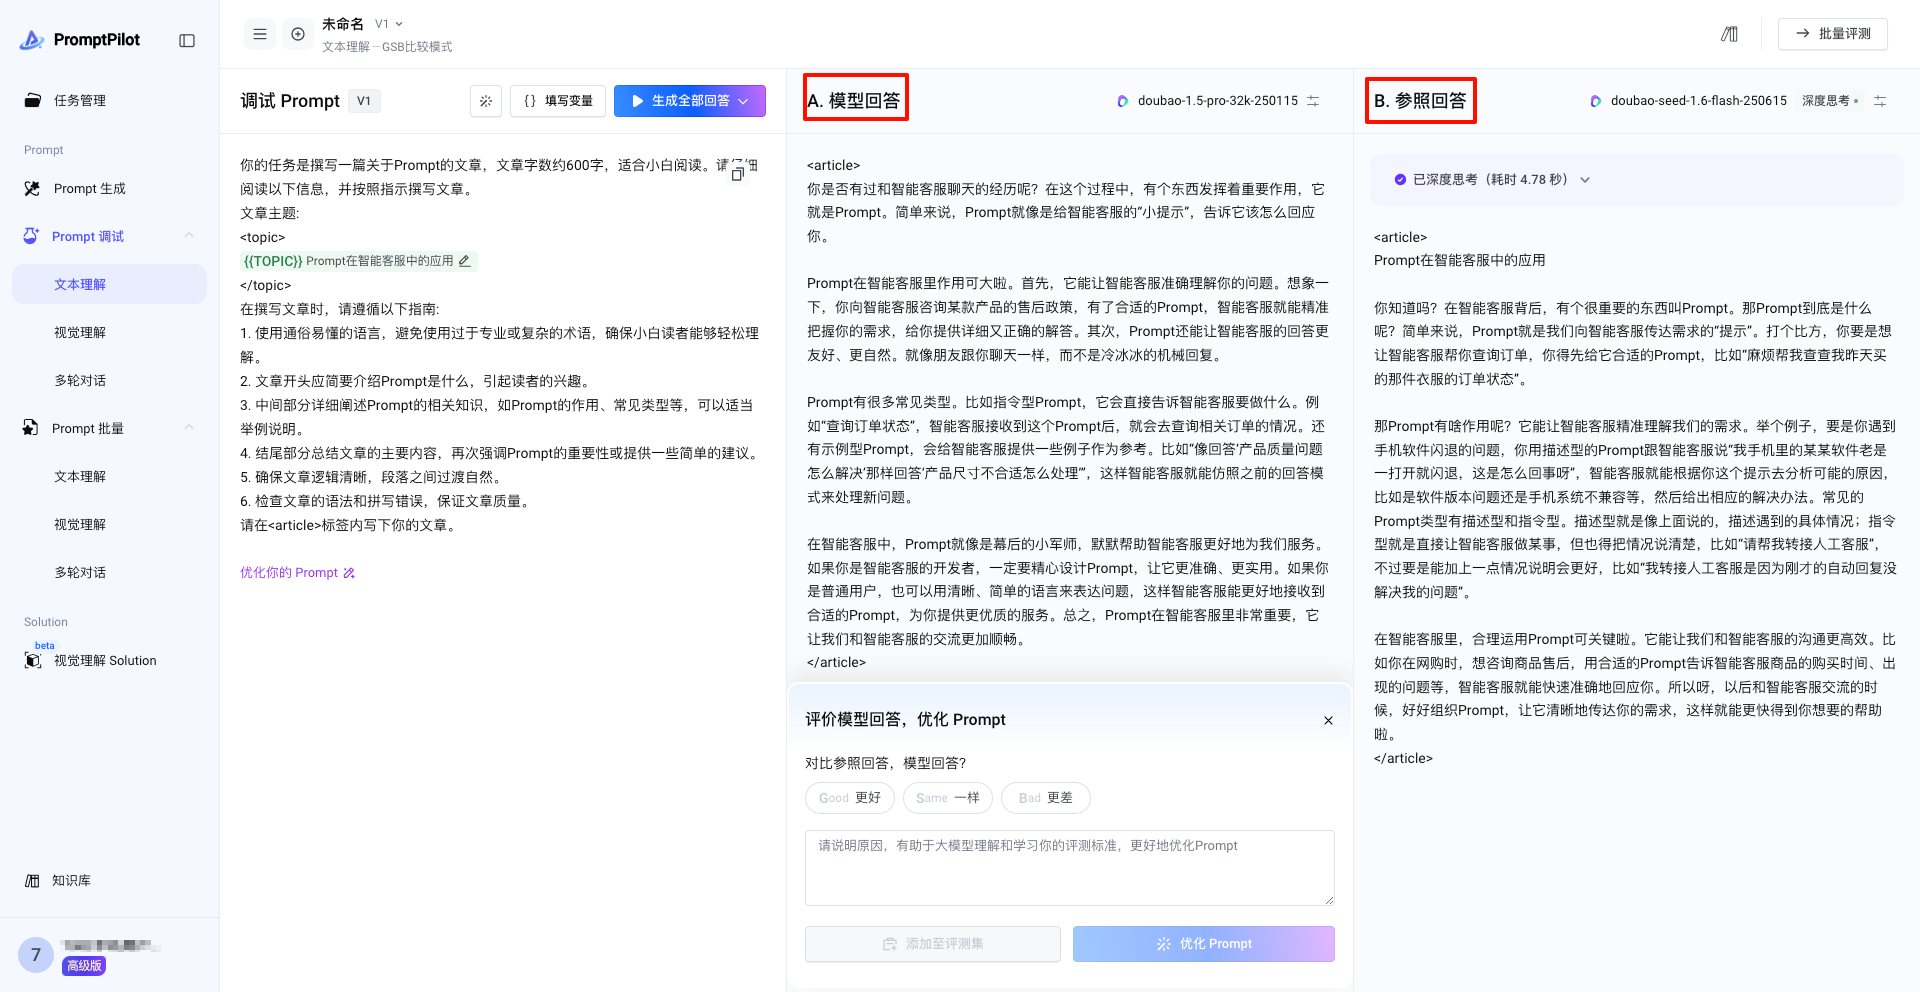 PromptPilot
任务管理
Prompt
Prompt 生成
Prompt 调试
文本理解
视觉理解
多轮对话
Prompt 批量
文本理解
视觉理解
多轮对话
Solution
beta
视觉理解 Solution
知识库
7
高级版
未命名 V1
文本理解－GSB比较模式
批量评测
调试 Prompt V1
{} 填写变量
生成全部回答
你的任务是撰写一篇关于Prompt的文章，文章字数约600字，适合小白阅读。请仔细
阅读以下信息，并按照指示撰写文章。
文章主题:
<topic>
{{TOPIC}} Prompt在智能客服中的应用
</topic>
在撰写文章时，请遵循以下指南:
1. 使用通俗易懂的语言，避免使用过于专业或复杂的术语，确保小白读者能够轻松理
解。
2. 文章开头应简要介绍Prompt是什么，引起读者的兴趣。
3. 中间部分详细阐述Prompt的相关知识，如Prompt的作用、常见类型等，可以适当
举例说明。
4. 结尾部分总结文章的主要内容，再次强调Prompt的重要性或提供一些简单的建议。
5. 确保文章逻辑清晰，段落之间过渡自然。
6. 检查文章的语法和拼写错误，保证文章质量。
请在<article>标签内写下你的文章。
优化你的 Prompt
A. 模型回答
doubao-1.5-pro-32k-250115
<article>
你是否有过和智能客服聊天的经历呢？在这个过程中，有个东西发挥着重要作用，它
就是Prompt。简单来说，Prompt就像是给智能客服的“小提示”，告诉它该怎么回应
你。
Prompt在智能客服里作用可大啦。首先，它能让智能客服准确理解你的问题。想象一
下，你向智能客服咨询某款产品的售后政策，有了合适的Prompt，智能客服就能精准
把握你的需求，给你提供详细又正确的解答。其次，Prompt还能让智能客服的回答更
友好、更自然。就像朋友跟你聊天一样，而不是冷冰冰的机械回复。
Prompt有很多常见类型。比如指令型Prompt，它会直接告诉智能客服要做什么。例
如“查询订单状态”，智能客服接收到这个Prompt后，就会去查询相关订单的情况。还
有示例型Prompt，会给智能客服提供一些例子作为参考。比如“像回答‘产品质量问题
怎么解决’那样回答‘产品尺寸不合适怎么处理’”，这样智能客服就能仿照之前的回答模
式来处理新问题。
在智能客服中，Prompt就像是幕后的小军师，默默帮助智能客服更好地为我们服务。
如果你是智能客服的开发者，一定要精心设计Prompt，让它更准确、更实用。如果你
是普通用户，也可以用清晰、简单的语言来表达问题，这样智能客服能更好地接收到
合适的Prompt，为你提供更优质的服务。总之，Prompt在智能客服里非常重要，它
让我们和智能客服的交流更加顺畅。
</article>
评价模型回答，优化 Prompt
对比参照回答，模型回答?
Good 更好
Same 一样
Bad 更差
请说明原因，有助于大模型理解和学习你的评测标准，更好地优化Prompt
添加至评测集
优化 Prompt
B. 参照回答
doubao-seed-1.6-flash-250615 深度思考
已深度思考（耗时 4.78 秒）
<article>
Prompt在智能客服中的应用
你知道吗？在智能客服背后，有个很重要的东西叫Prompt。那Prompt到底是什么
呢？简单来说，Prompt就是我们向智能客服传达需求的“提示”。打个比方，你要是想
让智能客服帮你查询订单，你得先给它合适的Prompt，比如“麻烦帮我查查我昨天买
的那件衣服的订单状态”。
那Prompt有啥作用呢？它能让智能客服精准理解我们的需求。举个例子，要是你遇到
手机软件闪退的问题，你用描述型的Prompt跟智能客服说“我手机里的某某软件老是
一打开就闪退，这是怎么回事呀”，智能客服就能根据你这个提示去分析可能的原因，
比如是软件版本问题还是手机系统不兼容等，然后给出相应的解决办法。常见的
Prompt类型有描述型和指令型。描述型就是像上面说的，描述遇到的具体情况；指令
型就是直接让智能客服做某事，但也得把情况说清楚，比如“请帮我转接人工客服”，
不过要是能加上一点情况说明会更好，比如“我转接人工客服是因为刚才的自动回复没
解决我的问题”。
在智能客服里，合理运用Prompt可关键啦。它能让我们和智能客服的沟通更高效。比
如你在网购时，想咨询商品售后，用合适的Prompt告诉智能客服商品的购买时间、出
现的问题等，智能客服就能快速准确地回应你。所以呀，以后和智能客服交流的时
候，好好组织Prompt，让它清晰地传达你的需求，这样就能更快得到你想要的帮助
啦。
</article>